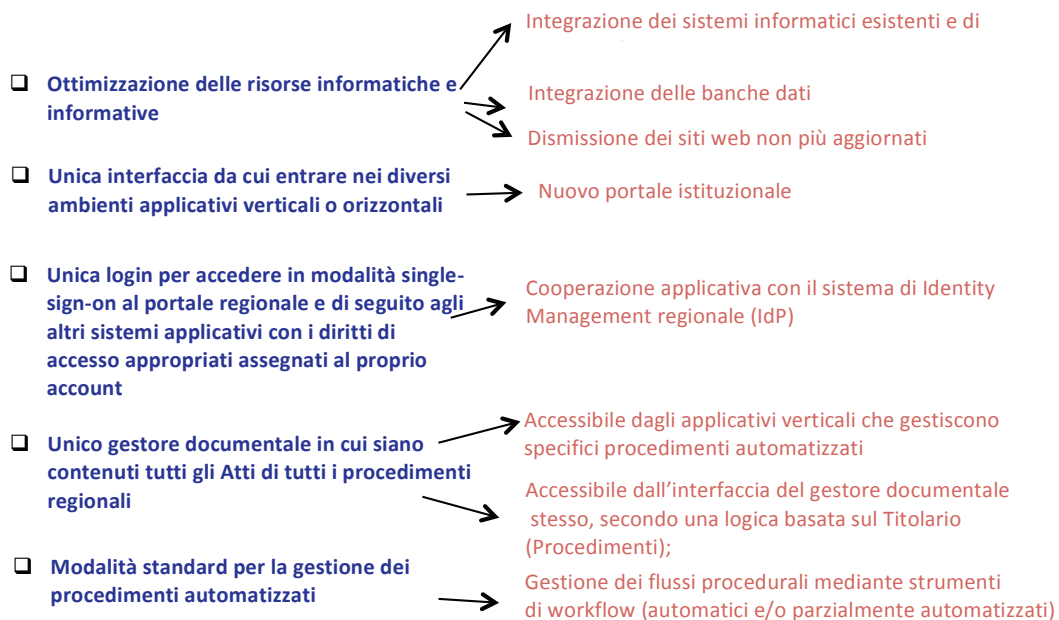 Integrazione dei sistemi informatici esistenti e di
Ottimizzazione delle risorse informatiche e
informative
Integrazione delle banche dati
Dismissione dei siti web non più aggiornati
Unica interfaccia da cui entrare nei diversi
ambienti applicativi verticali o orizzontali
Nuovo portale istituzionale
Unica login per accedere in modalità single-
sign-on al portale regionale e di seguito agli
altri sistemi applicativi con i diritti di
accesso appropriati assegnati al proprio
account
Cooperazione applicativa con il sistema di Identity
Management regionale (IdP)
Unico gestore documentale in cui siano
contenuti tutti gli Atti di tutti i procedimenti
regionali
Accessibile dagli applicativi verticali che gestiscono
specifici procedimenti automatizzati
Accessibile dall'interfaccia del gestore documentale
stesso, secondo una logica basata sul Titolario
(Procedimenti);
Modalità standard per la gestione dei
procedimenti automatizzati
Gestione dei flussi procedurali mediante strumenti
di workflow (automatici e/o parzialmente automatizzati)